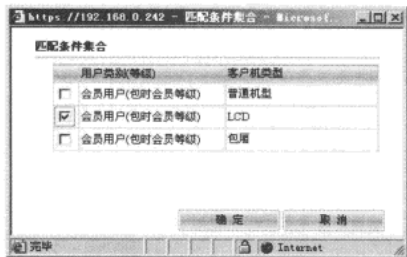 https://192.168.0.242 - 匹配条件集合 - Microsof...
匹配条件集合
用户类别(等级) 客户机类型
会员用户(包时会员等级) 普通机型
会员用户(包时会员等级) LCD
会员用户(包时会员等级) 包厢
确定 取消
完毕 Internet